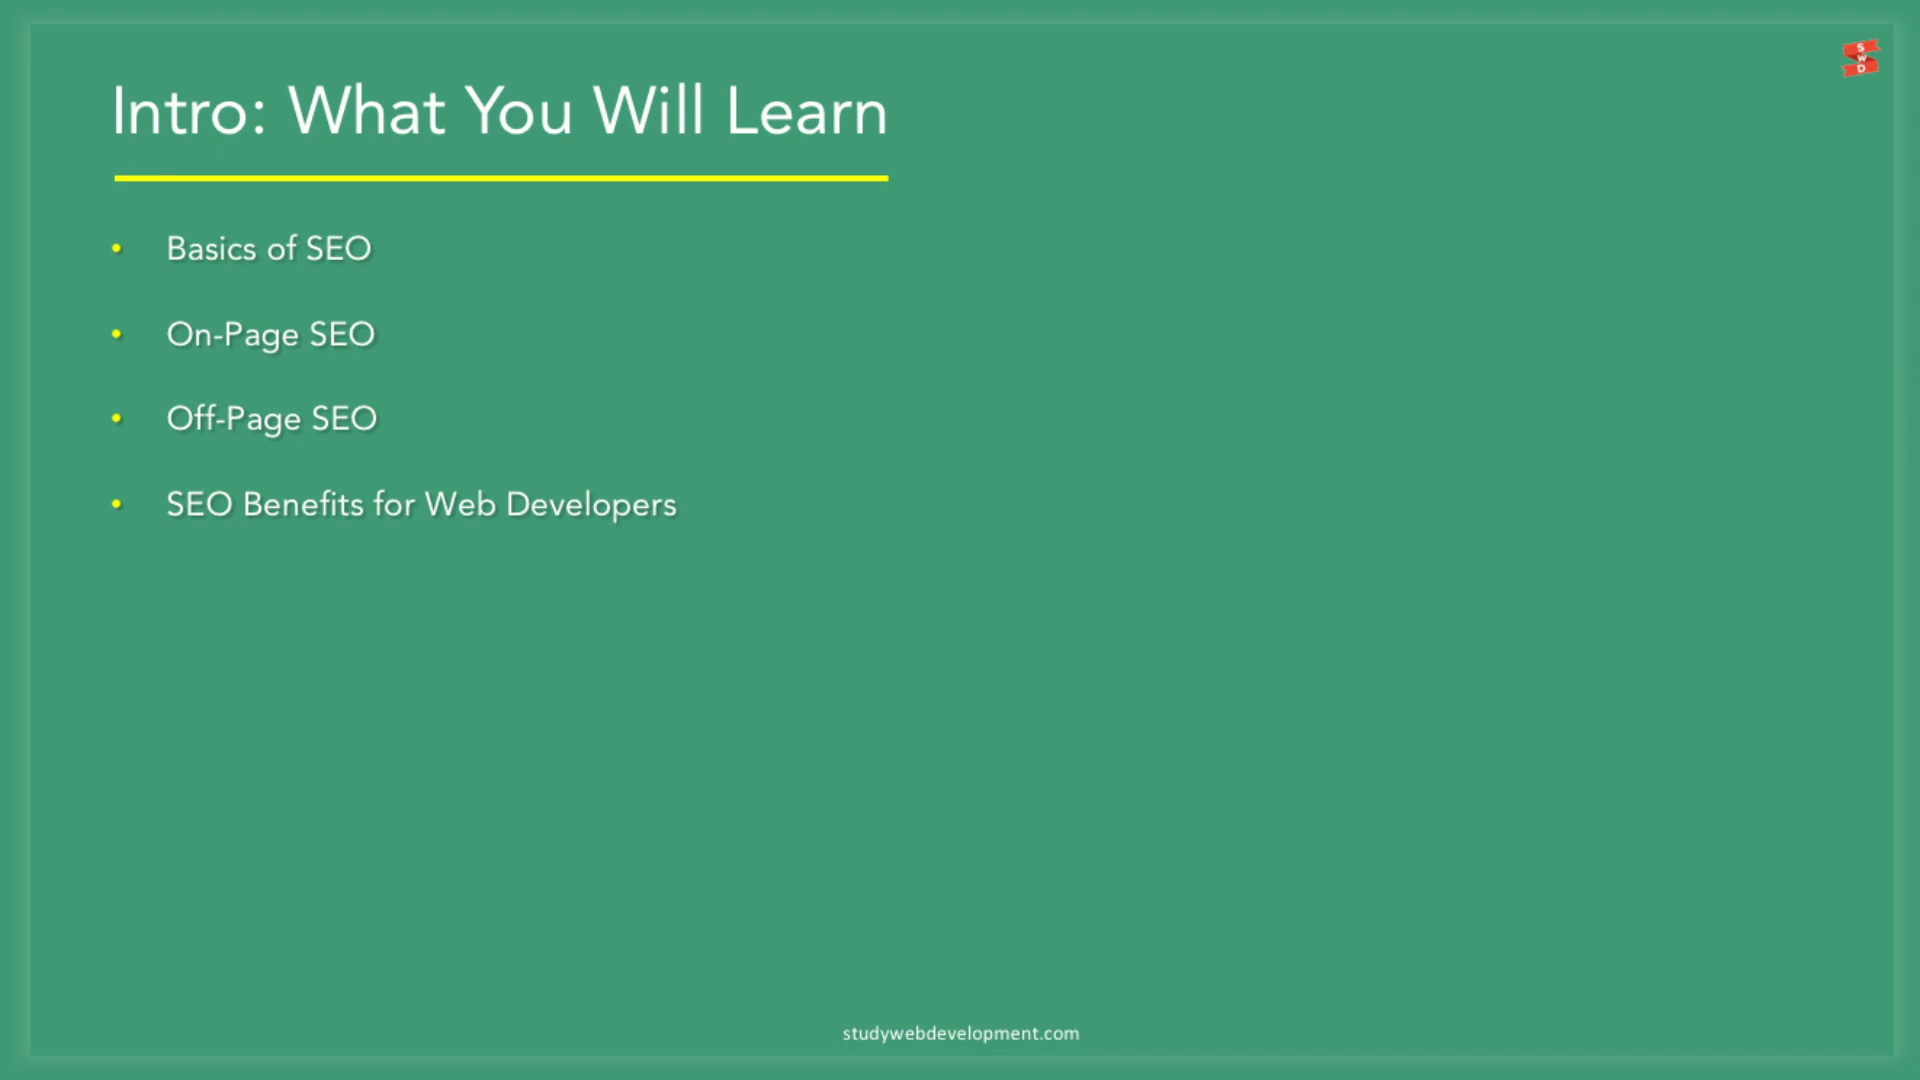 S
W
D
Intro: What You Will Learn
• Basics of SEO
• On-Page SEO
• Off-Page SEO
• SEO Benefits for Web Developers
studywebdevelopment.com